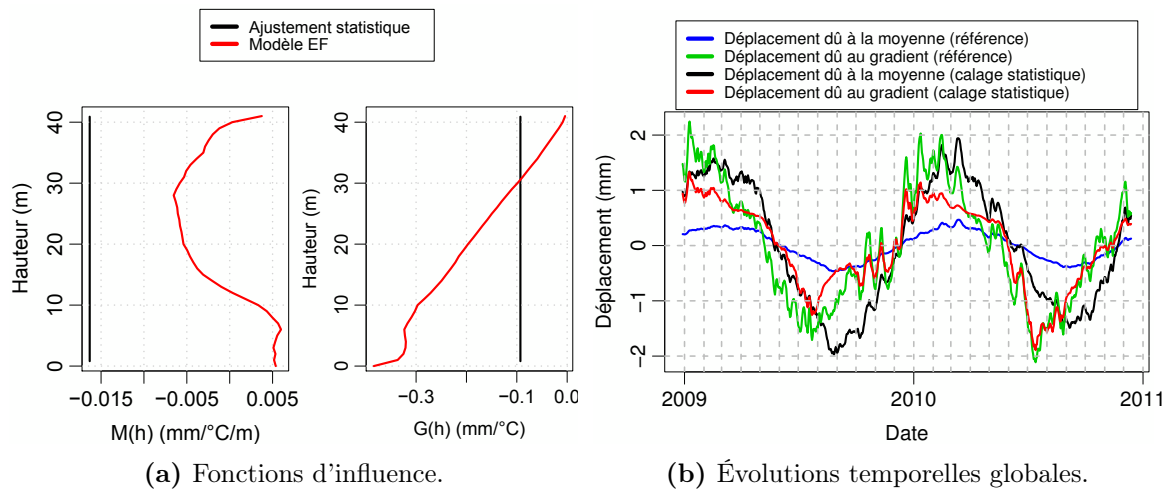 Ajustement statistique
Modèle EF
Hauteur (m)
0 10 20 30 40
−0.015 −0.005 0.005
M(h) (mm/°C/m)
Hauteur (m)
0 10 20 30 40
−0.3 −0.1 0.0
G(h) (mm/°C)
(a) Fonctions d'influence.
Déplacement dû à la moyenne (référence)
Déplacement dû au gradient (référence)
Déplacement dû à la moyenne (calage statistique)
Déplacement dû au gradient (calage statistique)
Déplacement (mm)
−2 −1 0 1 2
2009 2010 2011
Date
(b) Évolutions temporelles globales.